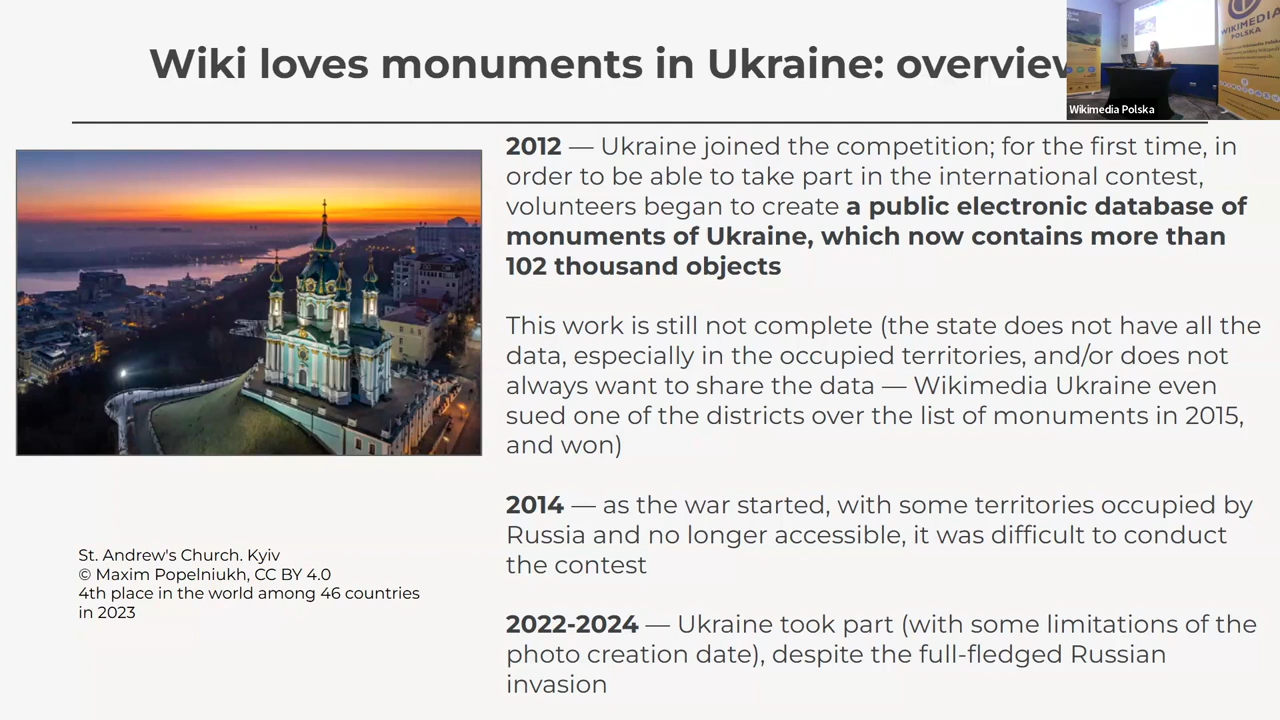 Wiki loves monuments in Ukraine: overview
WIKIMEDIA
POLSKA
Wikimedia Polska
2012 — Ukraine joined the competition; for the first time, in
order to be able to take part in the international contest,
volunteers began to create a public electronic database of
monuments of Ukraine, which now contains more than
102 thousand objects
This work is still not complete (the state does not have all the
data, especially in the occupied territories, and/or does not
always want to share the data — Wikimedia Ukraine even
sued one of the districts over the list of monuments in 2015,
and won)
2014 — as the war started, with some territories occupied by
Russia and no longer accessible, it was difficult to conduct
the contest
2022-2024 — Ukraine took part (with some limitations of the
photo creation date), despite the full-fledged Russian
invasion
St. Andrew's Church. Kyiv
© Maxim Popelniukh, CC BY 4.0
4th place in the world among 46 countries
in 2023